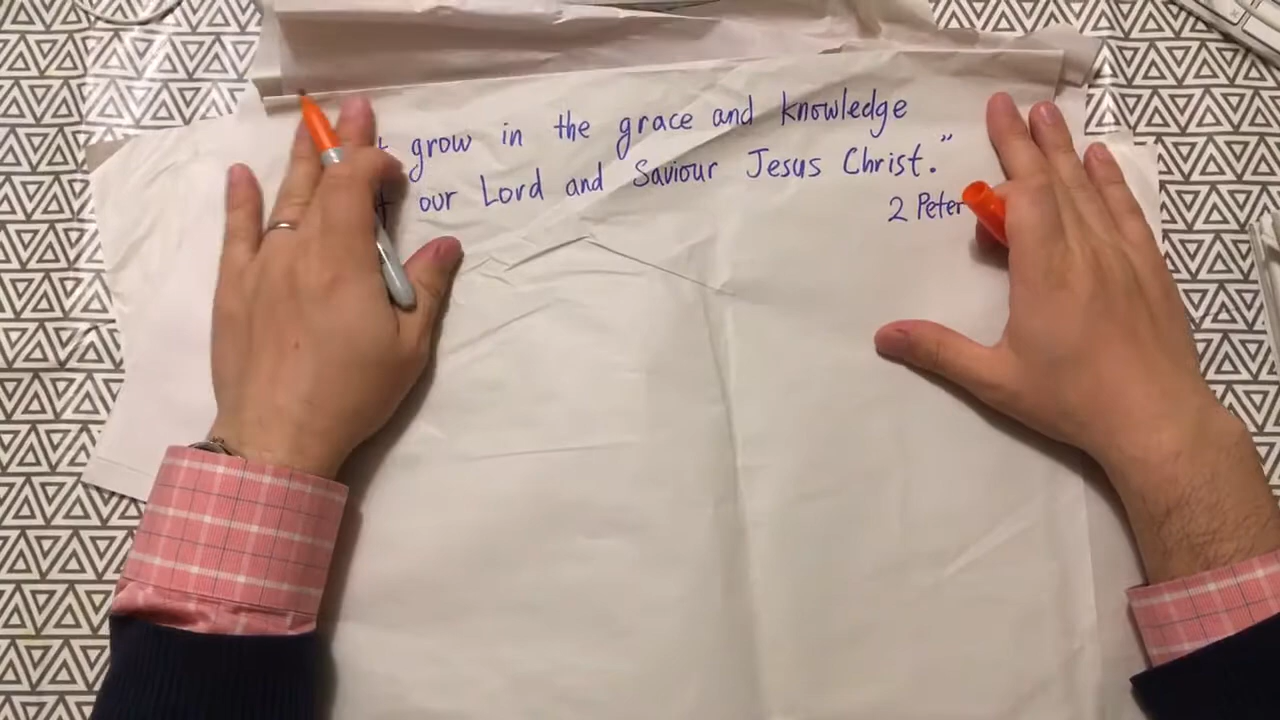 grow in the grace and knowledge
our Lord and Saviour Jesus Christ.”
2 Peter